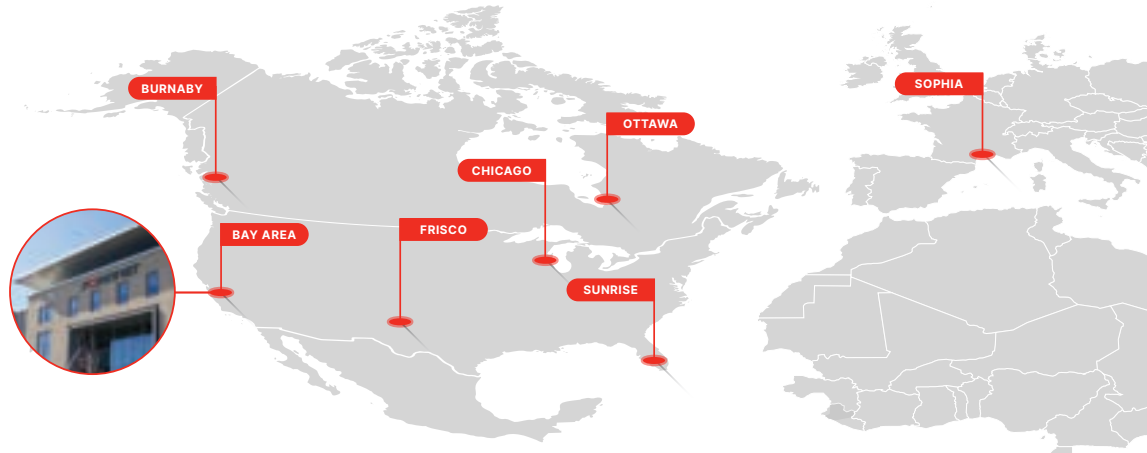 BURNABY
SOPHIA
OTTAWA
CHICAGO
BAY AREA
FRISCO
SUNRISE